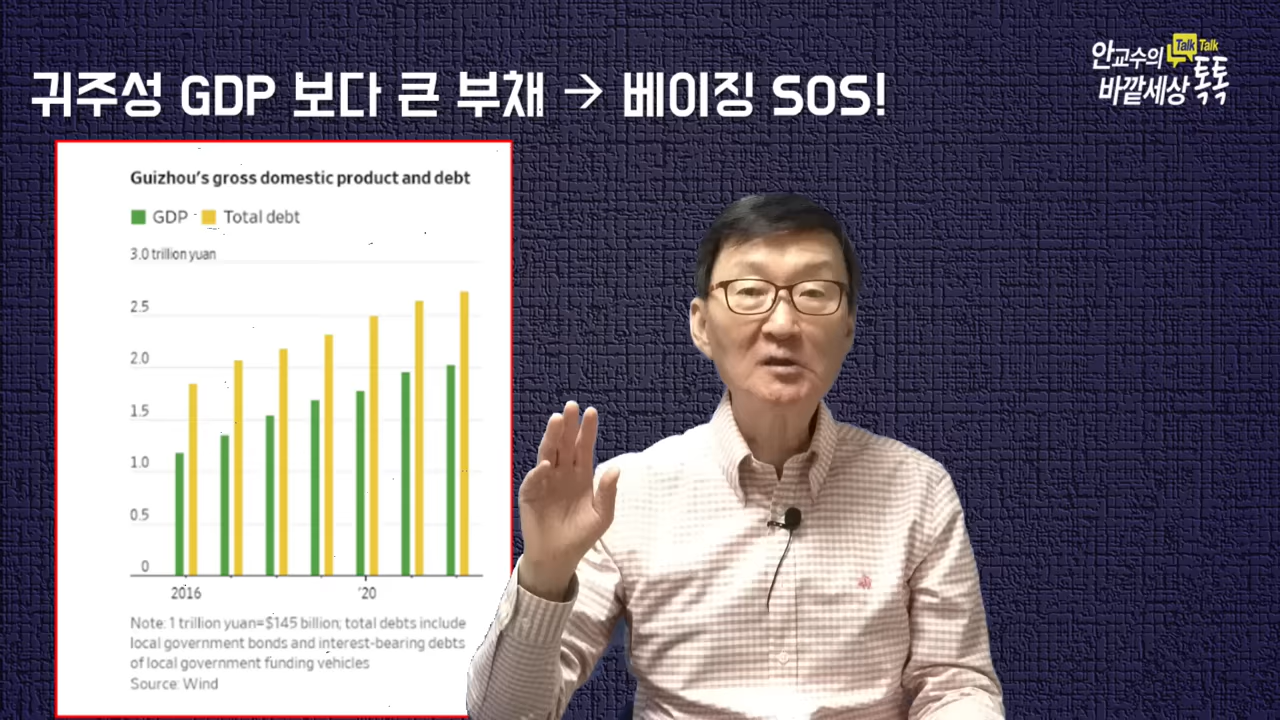 귀주성 GDP 보다 큰 부채 → 베이징 SOS!
안교수의 Talk Talk
바깥세상 톡톡
Guizhou's gross domestic product and debt
GDP Total debt
3.0 trillion yuan
2.5
2.0
1.5
1.0
0.5
0
2016 '20
Note: 1 trillion yuan=$145 billion; total debts include
local government bonds and interest-bearing debts
of local government funding vehicles
Source: Wind